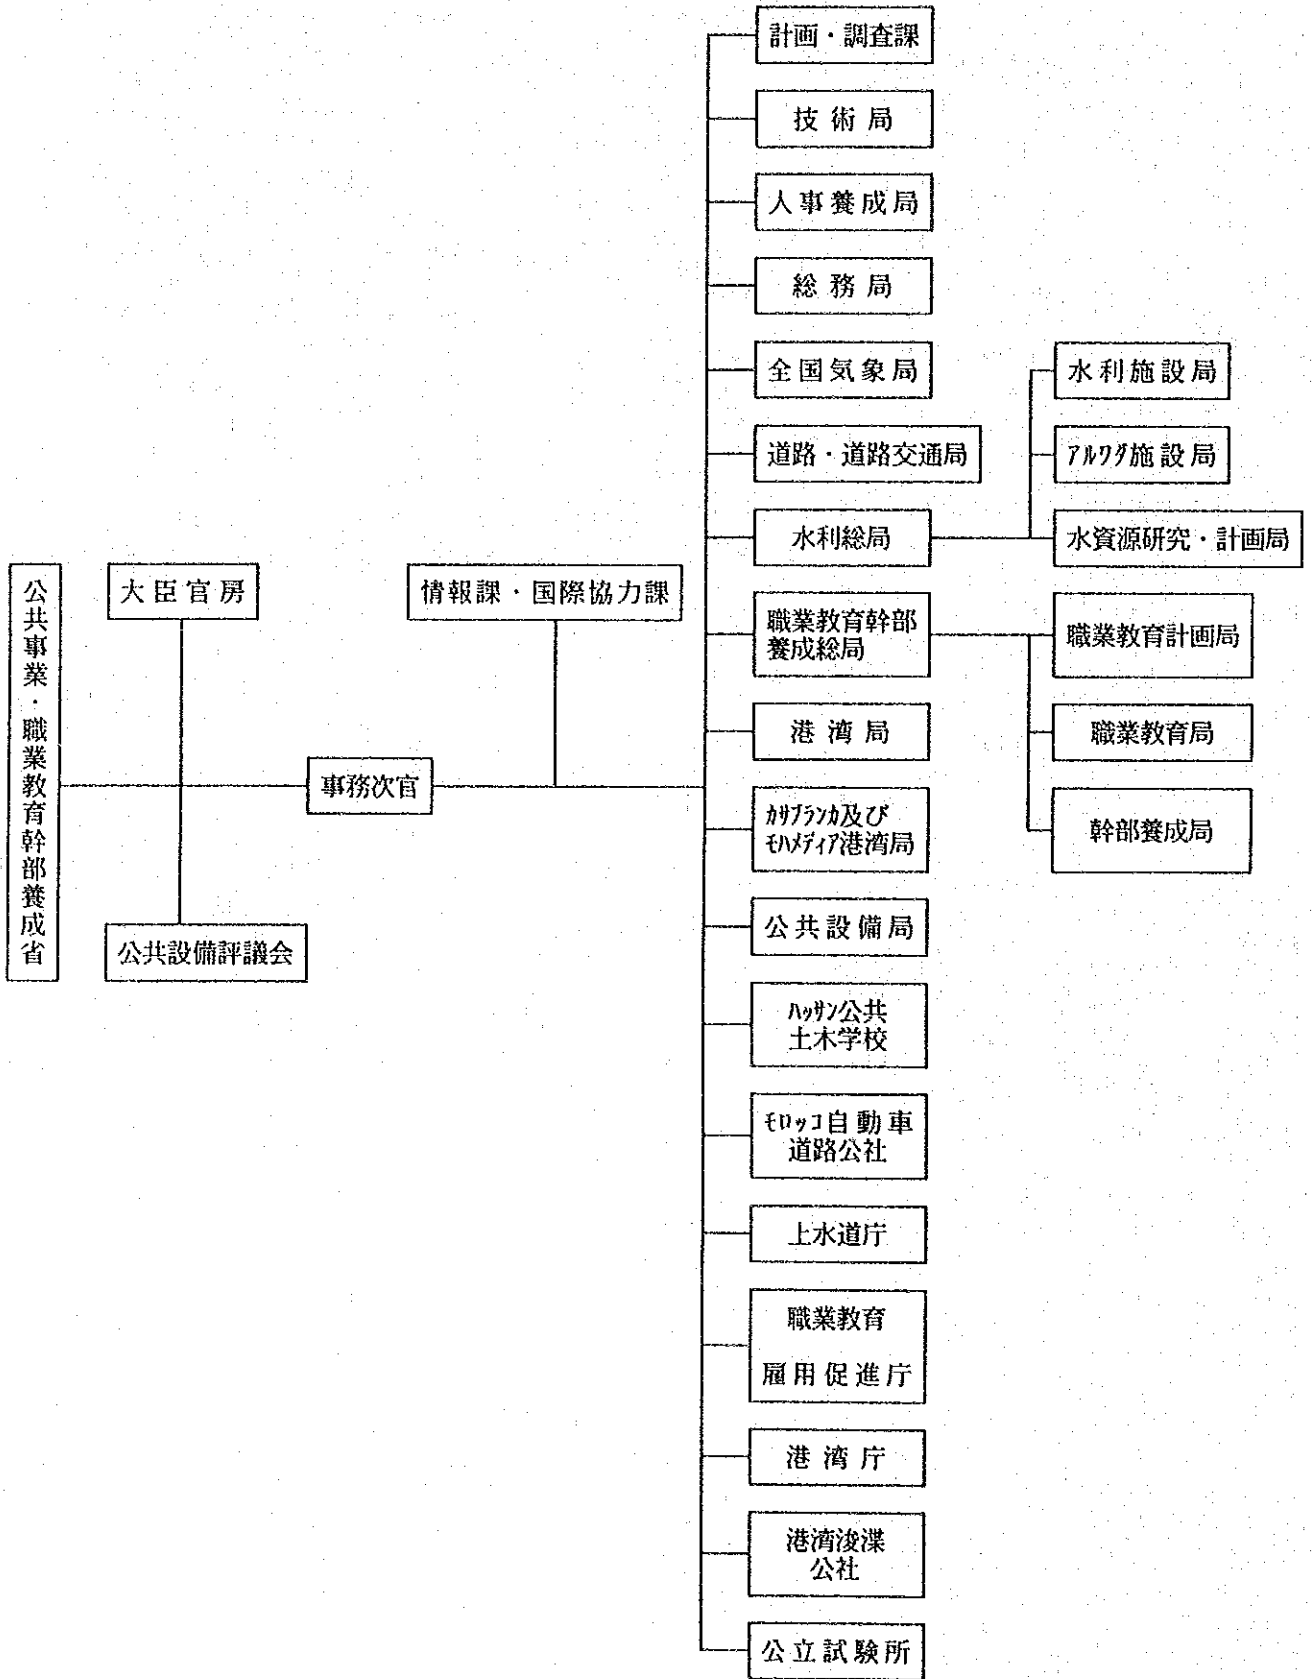 公共事業・職業教育幹部養成省
大臣官房
公共設備評議会
事務次官
情報課・国際協力課
計画・調査課
技術局
人事養成局
総務局
全国気象局
道路・道路交通局
水利総局
水利施設局
ｱﾙﾜﾀﾞ施設局
水資源研究・計画局
職業教育幹部
養成総局
職業教育計画局
職業教育局
幹部養成局
港湾局
ｶｻﾌﾞﾗﾝｶ及び
ﾓﾊﾒﾃﾞｨｱ港湾局
公共設備局
ﾊｯｻﾝ公共
土木学校
ﾓﾛｯｺ自動車
道路公社
上水道庁
職業教育
雇用促進庁
港湾庁
港湾浚渫
公社
公立試験所